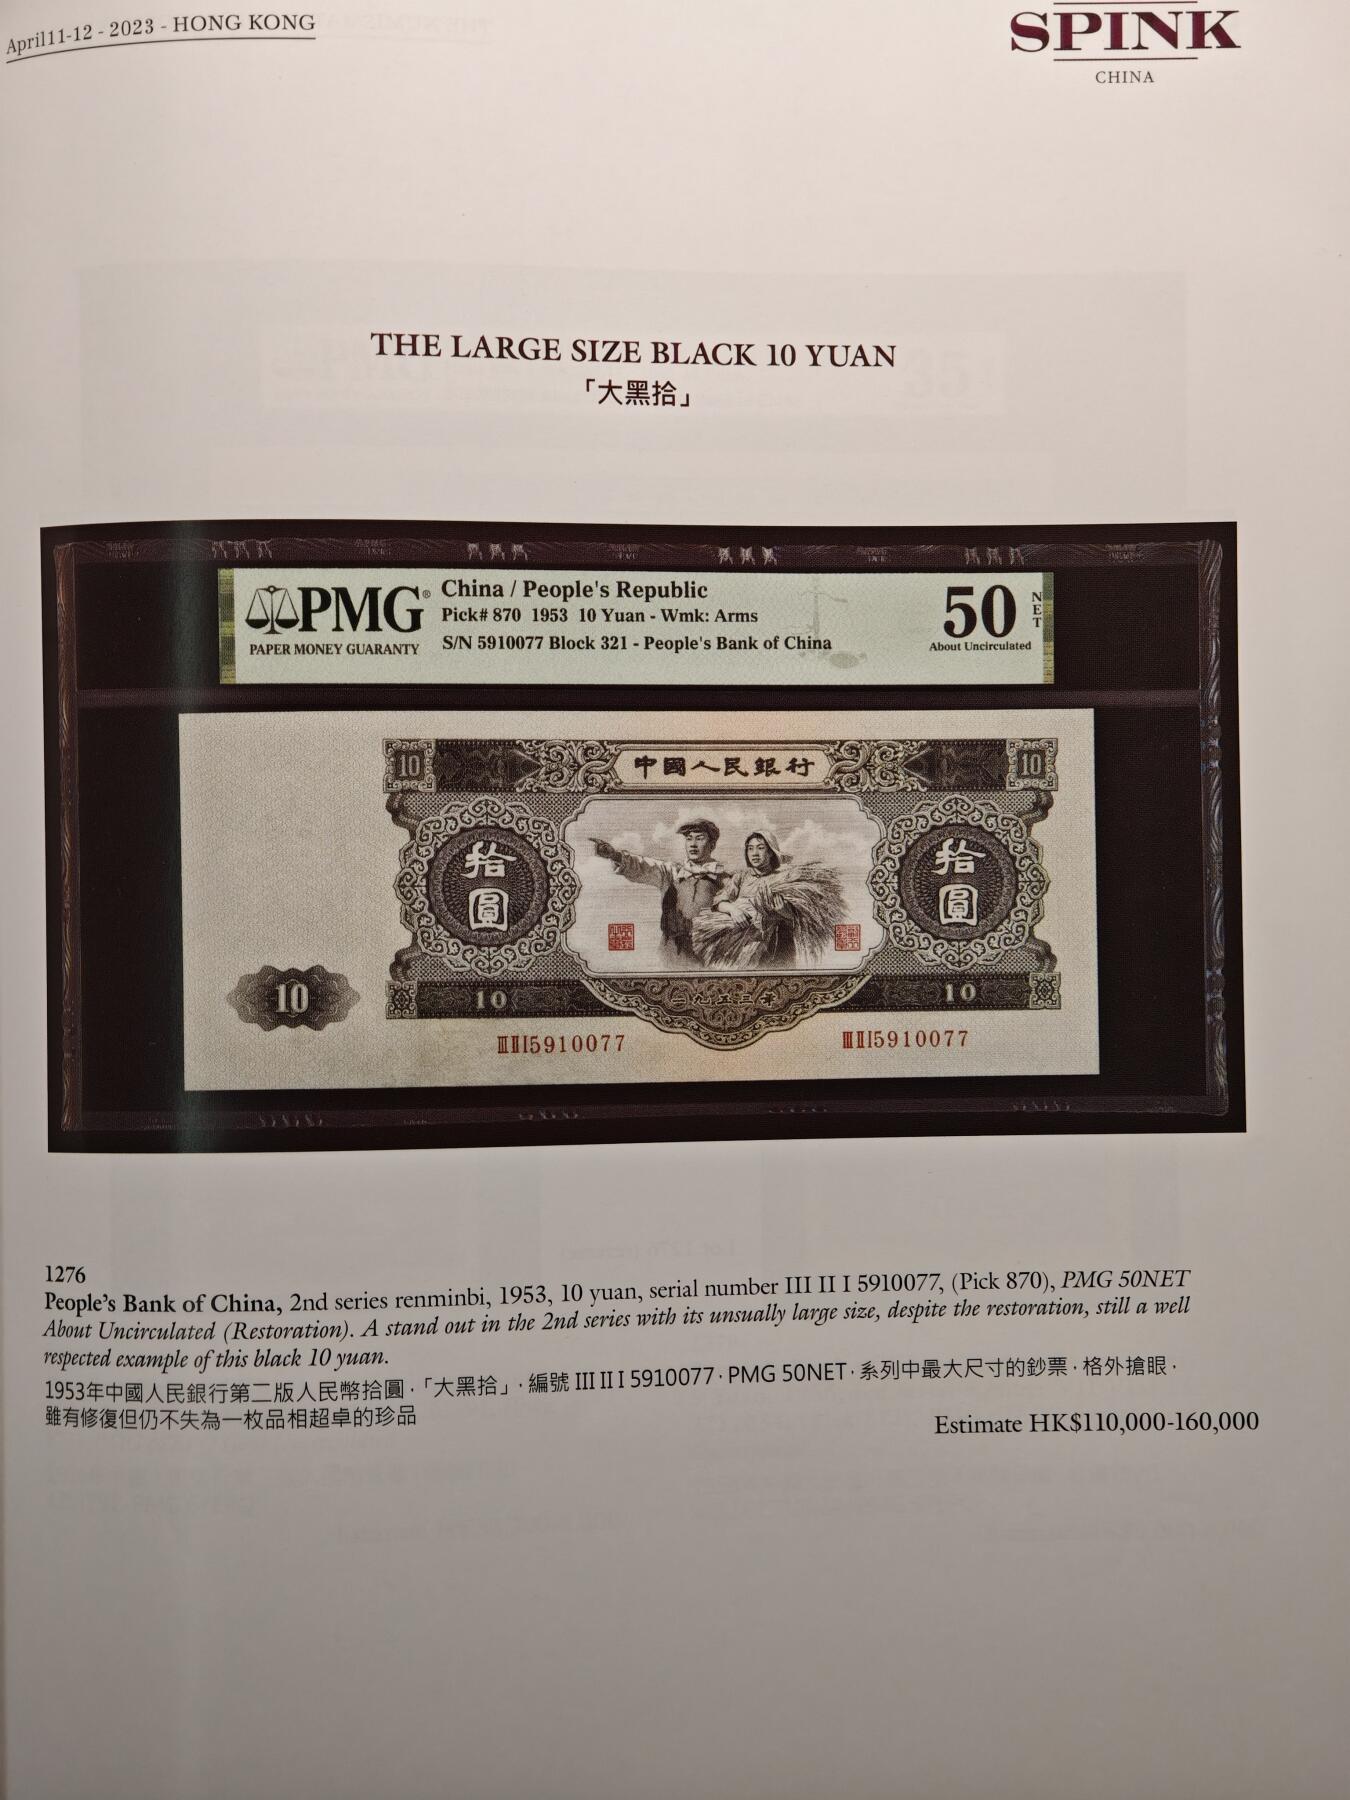 April 11-12 - 2023 - HONG KONG
SPINK
CHINA
THE LARGE SIZE BLACK 10 YUAN
「大黑拾」
PMG®
PAPER MONEY GUARANTY
China / People's Republic
Pick# 870 1953 10 Yuan - Wmk: Arms
S/N 5910077 Block 321 - People's Bank of China
50 NET
About Uncirculated
10 中國人民銀行 10
拾圓 拾圓
10
10 一九五三年 10
III II I 5910077 III II I 5910077
1276
People's Bank of China, 2nd series renminbi, 1953, 10 yuan, serial number III II I 5910077, (Pick 870), PMG 50NET
About Uncirculated (Restoration). A stand out in the 2nd series with its unsually large size, despite the restoration, still a well
respected example of this black 10 yuan.
1953年中國人民銀行第二版人民幣拾圓，「大黑拾」，編號 III II I 5910077，PMG 50NET，系列中最大尺寸的鈔票，格外搶眼，
雖有修復但仍不失為一枚品相超卓的珍品
Estimate HK$110,000-160,000